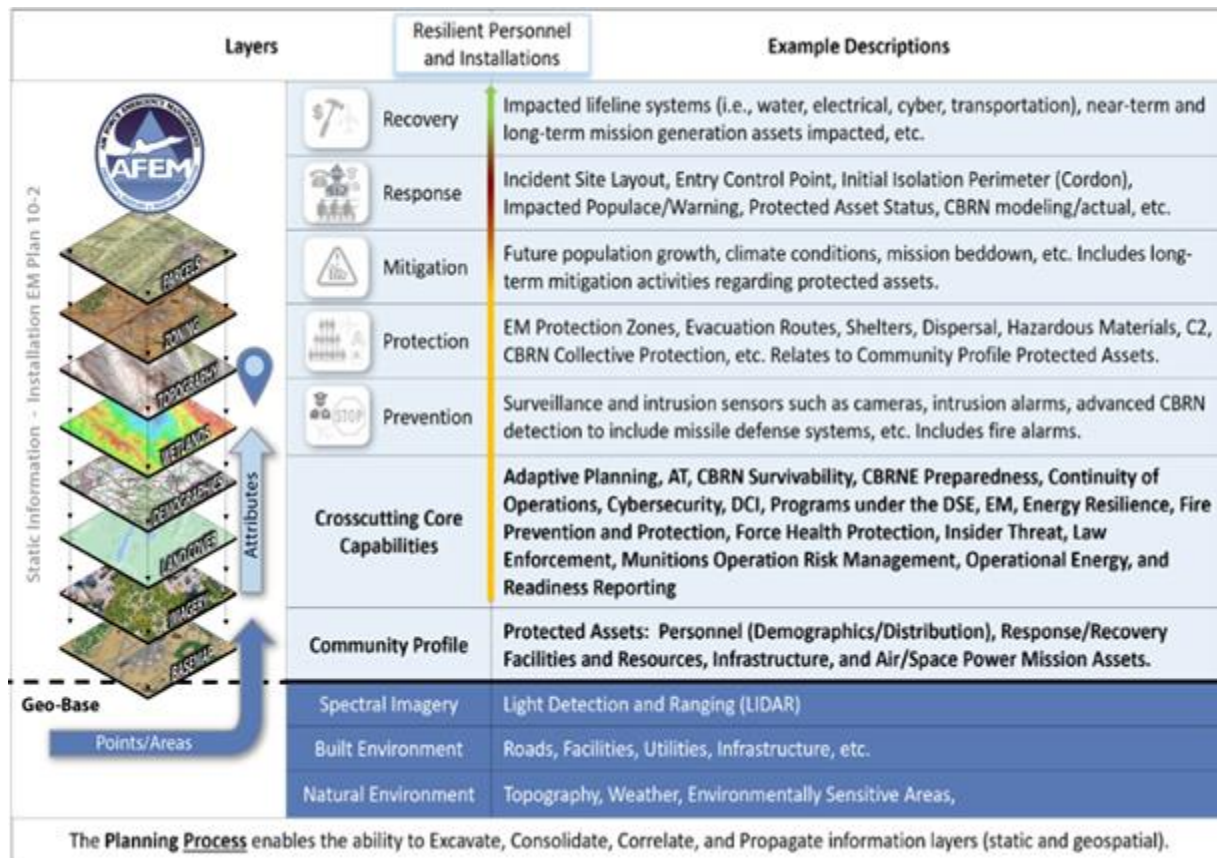 Layers
Resilient Personnel
and Installations
Example Descriptions
AFEM
Static Information - Installation EM Plan 10-2
PARCELS
ZONING
TOPOGRAPHY
WETLANDS
DEMOGRAPHICS
LAND COVER
IMAGERY
BASEMAP
Attributes
Geo-Base
Points/Areas
Recovery
Impacted lifeline systems (i.e., water, electrical, cyber, transportation), near-term and
long-term mission generation assets impacted, etc.
Response
Incident Site Layout, Entry Control Point, Initial Isolation Perimeter (Cordon),
Impacted Populace/Warning, Protected Asset Status, CBRN modeling/actual, etc.
Mitigation
Future population growth, climate conditions, mission beddown, etc. Includes long-
term mitigation activities regarding protected assets.
Protection
EM Protection Zones, Evacuation Routes, Shelters, Dispersal, Hazardous Materials, C2,
CBRN Collective Protection, etc. Relates to Community Profile Protected Assets.
STOP
Prevention
Surveillance and intrusion sensors such as cameras, intrusion alarms, advanced CBRN
detection to include missile defense systems, etc. Includes fire alarms.
Crosscutting Core
Capabilities
Adaptive Planning, AT, CBRN Survivability, CBRNE Preparedness, Continuity of
Operations, Cybersecurity, DCI, Programs under the DSE, EM, Energy Resilience, Fire
Prevention and Protection, Force Health Protection, Insider Threat, Law
Enforcement, Munitions Operation Risk Management, Operational Energy, and
Readiness Reporting
Community Profile
Protected Assets: Personnel (Demographics/Distribution), Response/Recovery
Facilities and Resources, Infrastructure, and Air/Space Power Mission Assets.
Spectral Imagery
Light Detection and Ranging (LIDAR)
Built Environment
Roads, Facilities, Utilities, Infrastructure, etc.
Natural Environment
Topography, Weather, Environmentally Sensitive Areas,
The Planning Process enables the ability to Excavate, Consolidate, Correlate, and Propagate information layers (static and geospatial).